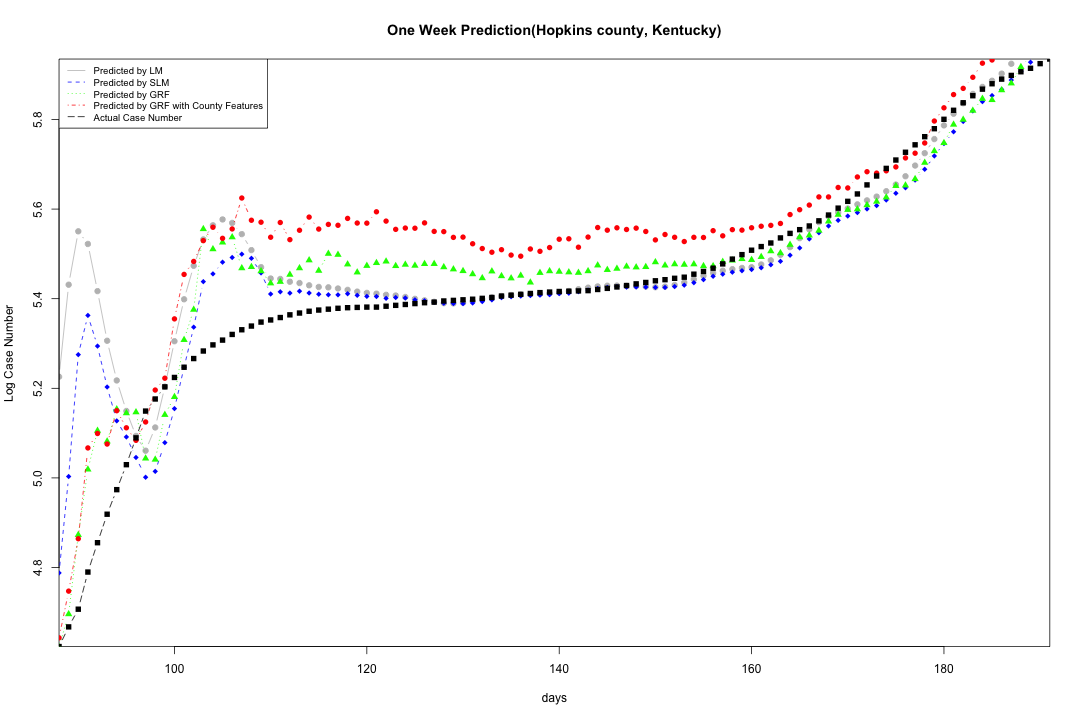 One Week Prediction(Hopkins county, Kentucky)
Predicted by LM
Predicted by SLM
Predicted by GRF
Predicted by GRF with County Features
Actual Case Number
Log Case Number
5.8
5.6
5.4
5.2
5.0
4.8
100 120 140 160 180
days